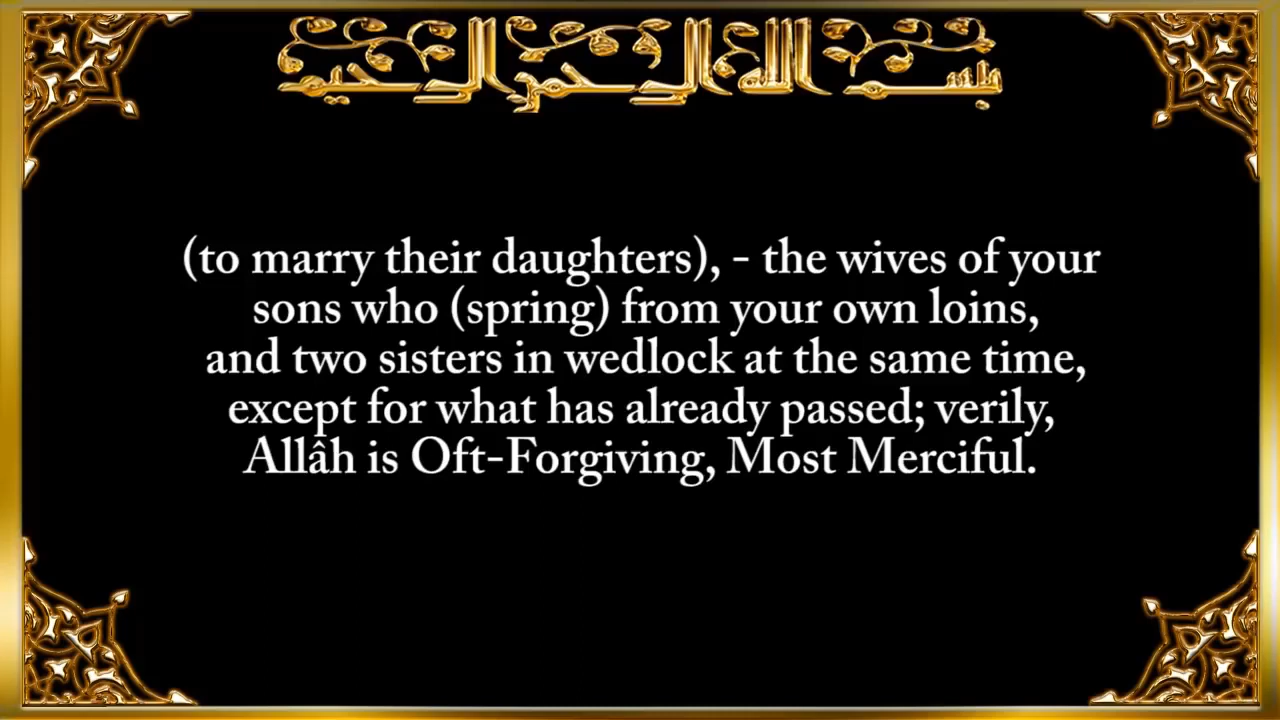 بسم الله الرحمن الرحيم
(to marry their daughters), - the wives of your
sons who (spring) from your own loins,
and two sisters in wedlock at the same time,
except for what has already passed; verily,
Allâh is Oft-Forgiving, Most Merciful.